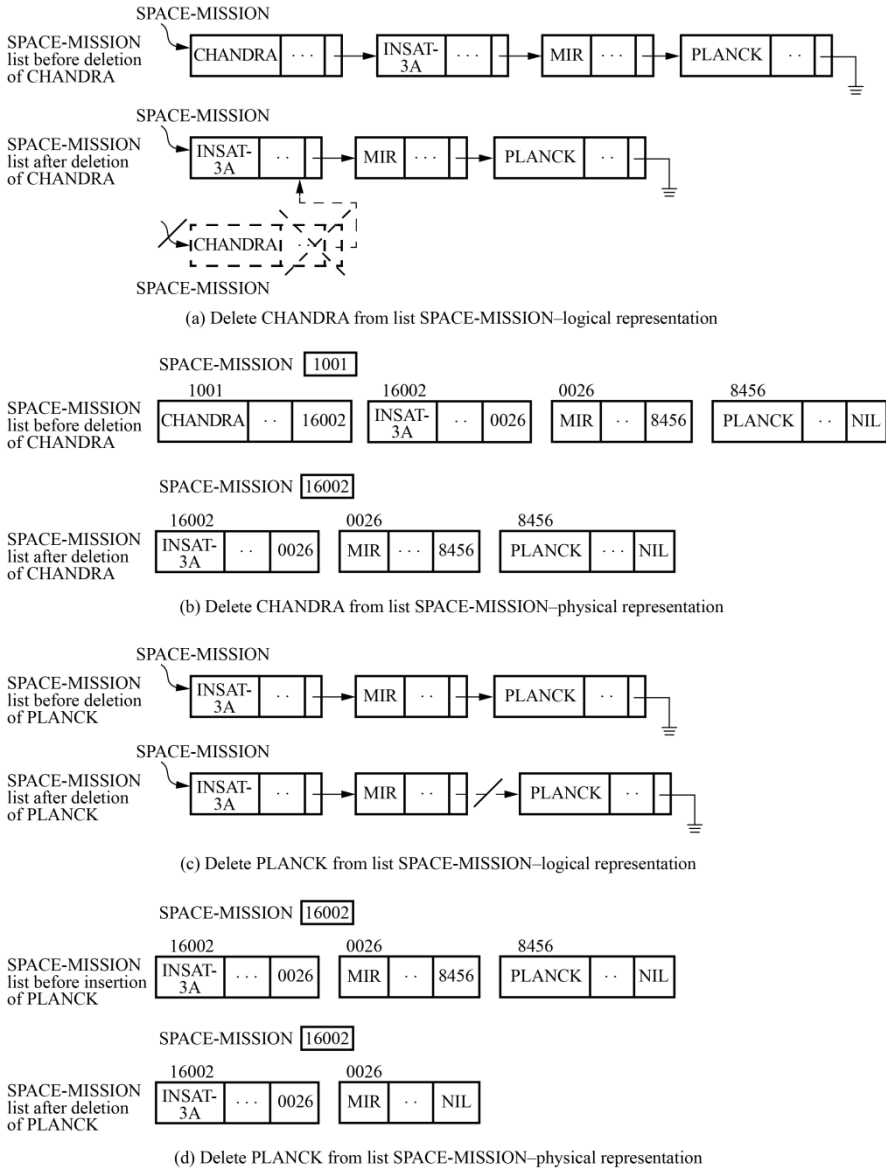 SPACE-MISSION
SPACE-MISSION
list before deletion
of CHANDRA
CHANDRA · · ·
INSAT-
3A · · ·
MIR · · ·
PLANCK · ·
SPACE-MISSION
SPACE-MISSION
list after deletion
of CHANDRA
INSAT-
3A · ·
MIR · · ·
PLANCK · ·
CHANDRA · · ·
SPACE-MISSION
(a) Delete CHANDRA from list SPACE-MISSION–logical representation
SPACE-MISSION 1001
1001 16002 0026 8456
SPACE-MISSION
list before deletion
of CHANDRA
CHANDRA · · 16002
INSAT-
3A · · 0026
MIR · · 8456
PLANCK · · NIL
SPACE-MISSION 16002
16002 0026 8456
SPACE-MISSION
list after deletion
of CHANDRA
INSAT-
3A · · 0026
MIR · · · 8456
PLANCK · · · NIL
(b) Delete CHANDRA from list SPACE-MISSION–physical representation
SPACE-MISSION
SPACE-MISSION
list before deletion
of PLANCK
INSAT-
3A · ·
MIR · ·
PLANCK · ·
SPACE-MISSION
SPACE-MISSION
list after deletion
of PLANCK
INSAT-
3A · · ·
MIR · ·
PLANCK · ·
(c) Delete PLANCK from list SPACE-MISSION–logical representation
SPACE-MISSION 16002
16002 0026 8456
SPACE-MISSION
list before insertion
of PLANCK
INSAT-
3A · · · 0026
MIR · · 8456
PLANCK · · NIL
SPACE-MISSION 16002
16002 0026
SPACE-MISSION
list after deletion
of PLANCK
INSAT-
3A · · · 0026
MIR · · NIL
(d) Delete PLANCK from list SPACE-MISSION–physical representation